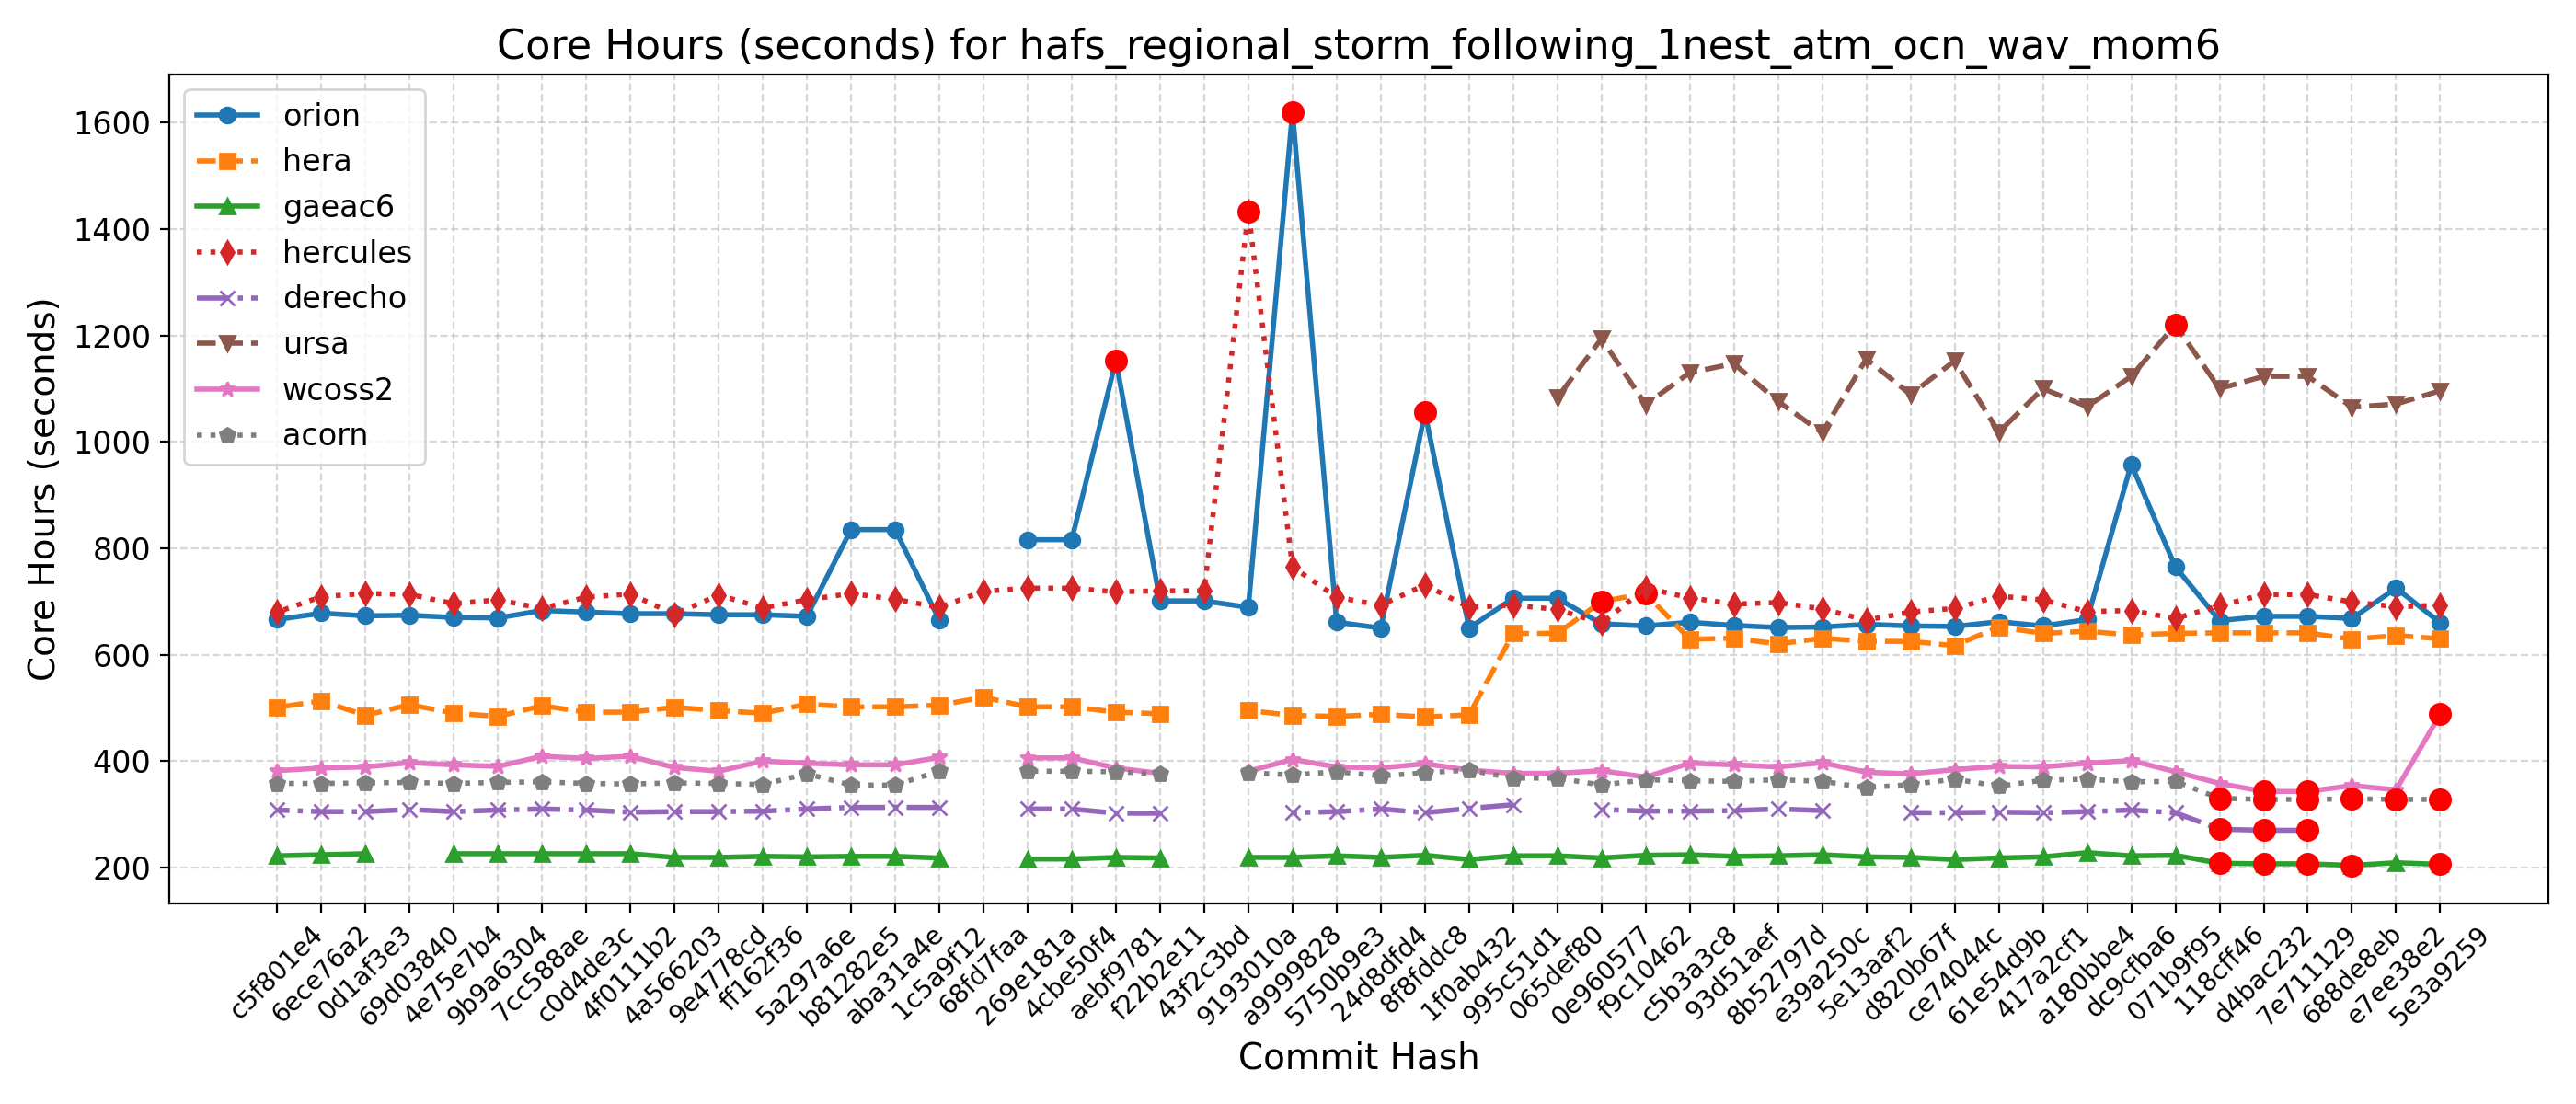 Core Hours (seconds) for hafs_regional_storm_following_1nest_atm_ocn_wav_mom6
Core Hours (seconds)
1600
1400
1200
1000
800
600
400
200
orion
hera
gaeac6
hercules
derecho
ursa
wcoss2
acorn
c5f801e4
6ece76a2
0d1af3e3
69d03840
4e75e7b4
9b9a6304
7cc588ae
c0d4de3c
4f0111b2
4a566203
9e4778cd
ff162f36
5a297a6e
b81282e5
aba31a4e
1c5a9f12
68fd7faa
269e181a
4cbe50f4
aebf9781
f22b2e11
43f2c3bd
9193010a
a9999828
5750b9e3
24d8dfd4
8f8fddc8
1f0ab432
995c51d1
065def80
0e960577
f9c10462
c5b3a3c8
93d51aef
8b52797d
e39a250c
5e13aaf2
d820b67f
ce74044c
61e54d9b
417a2cf1
a180bbe4
dc9cfba6
071b9f95
118cff46
d4bac232
7e711129
688de8eb
e7ee38e2
5e3a9259
Commit Hash